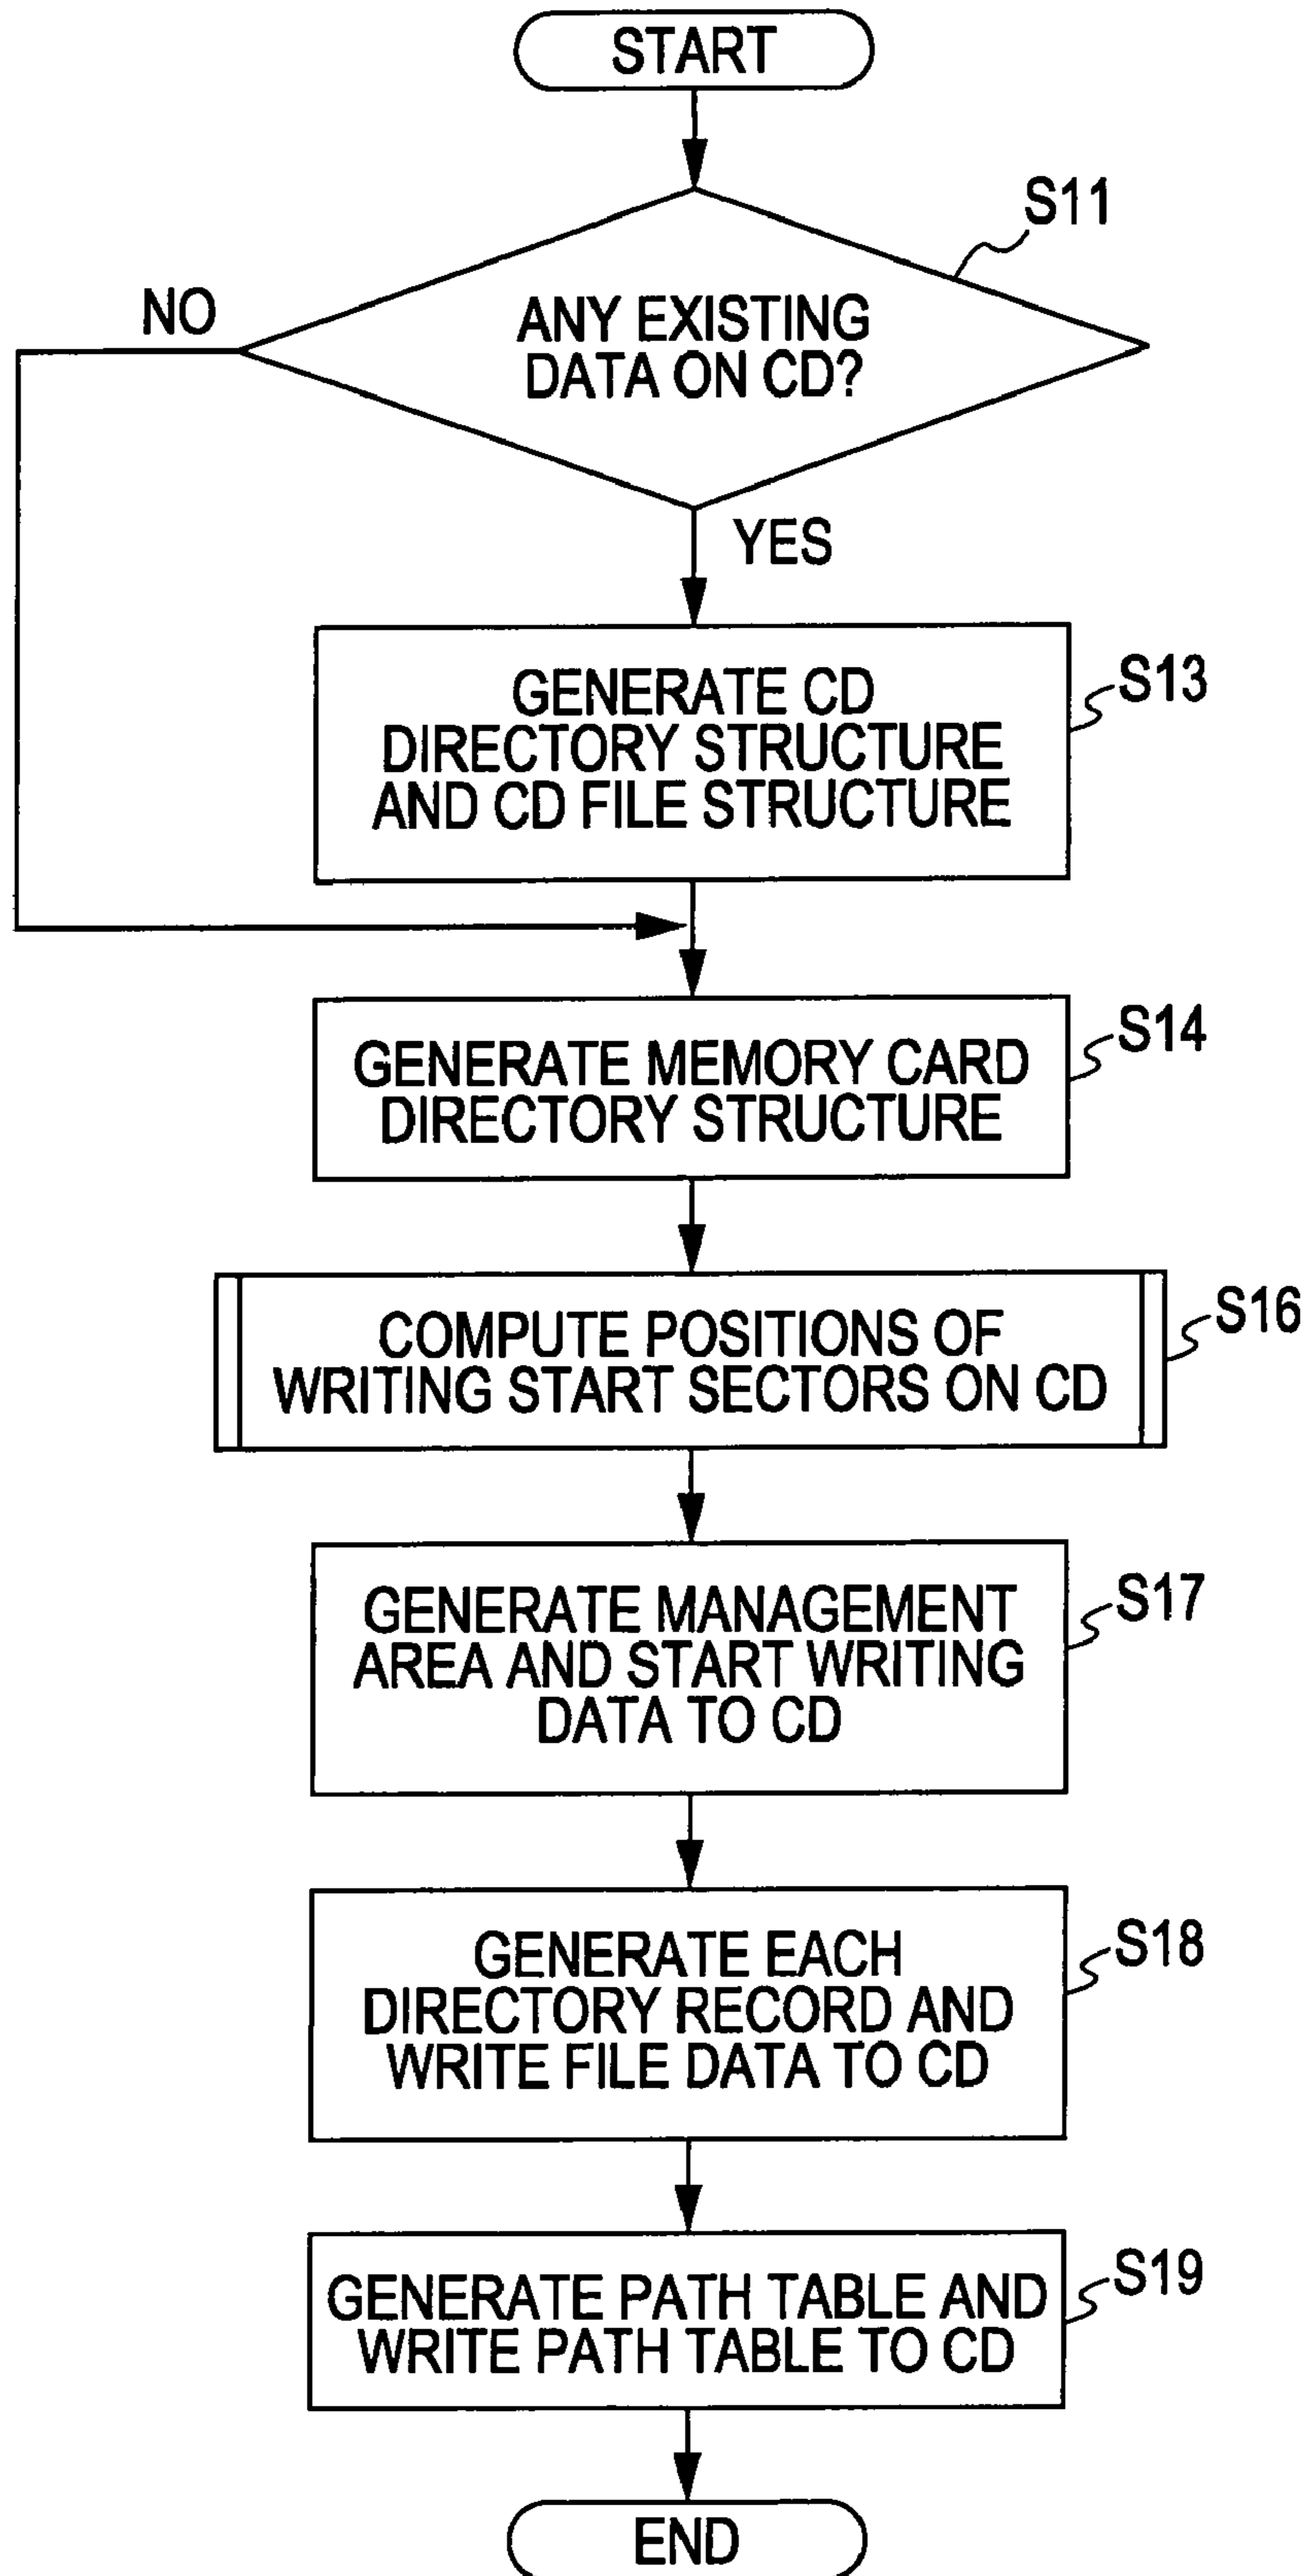 START
S11
NO
ANY EXISTING
DATA ON CD?
YES
GENERATE CD
DIRECTORY STRUCTURE
AND CD FILE STRUCTURE
S13
GENERATE MEMORY CARD
DIRECTORY STRUCTURE
S14
COMPUTE POSITIONS OF
WRITING START SECTORS ON CD
S16
GENERATE MANAGEMENT
AREA AND START WRITING
DATA TO CD
S17
GENERATE EACH
DIRECTORY RECORD AND
WRITE FILE DATA TO CD
S18
GENERATE PATH TABLE AND
WRITE PATH TABLE TO CD
S19
END